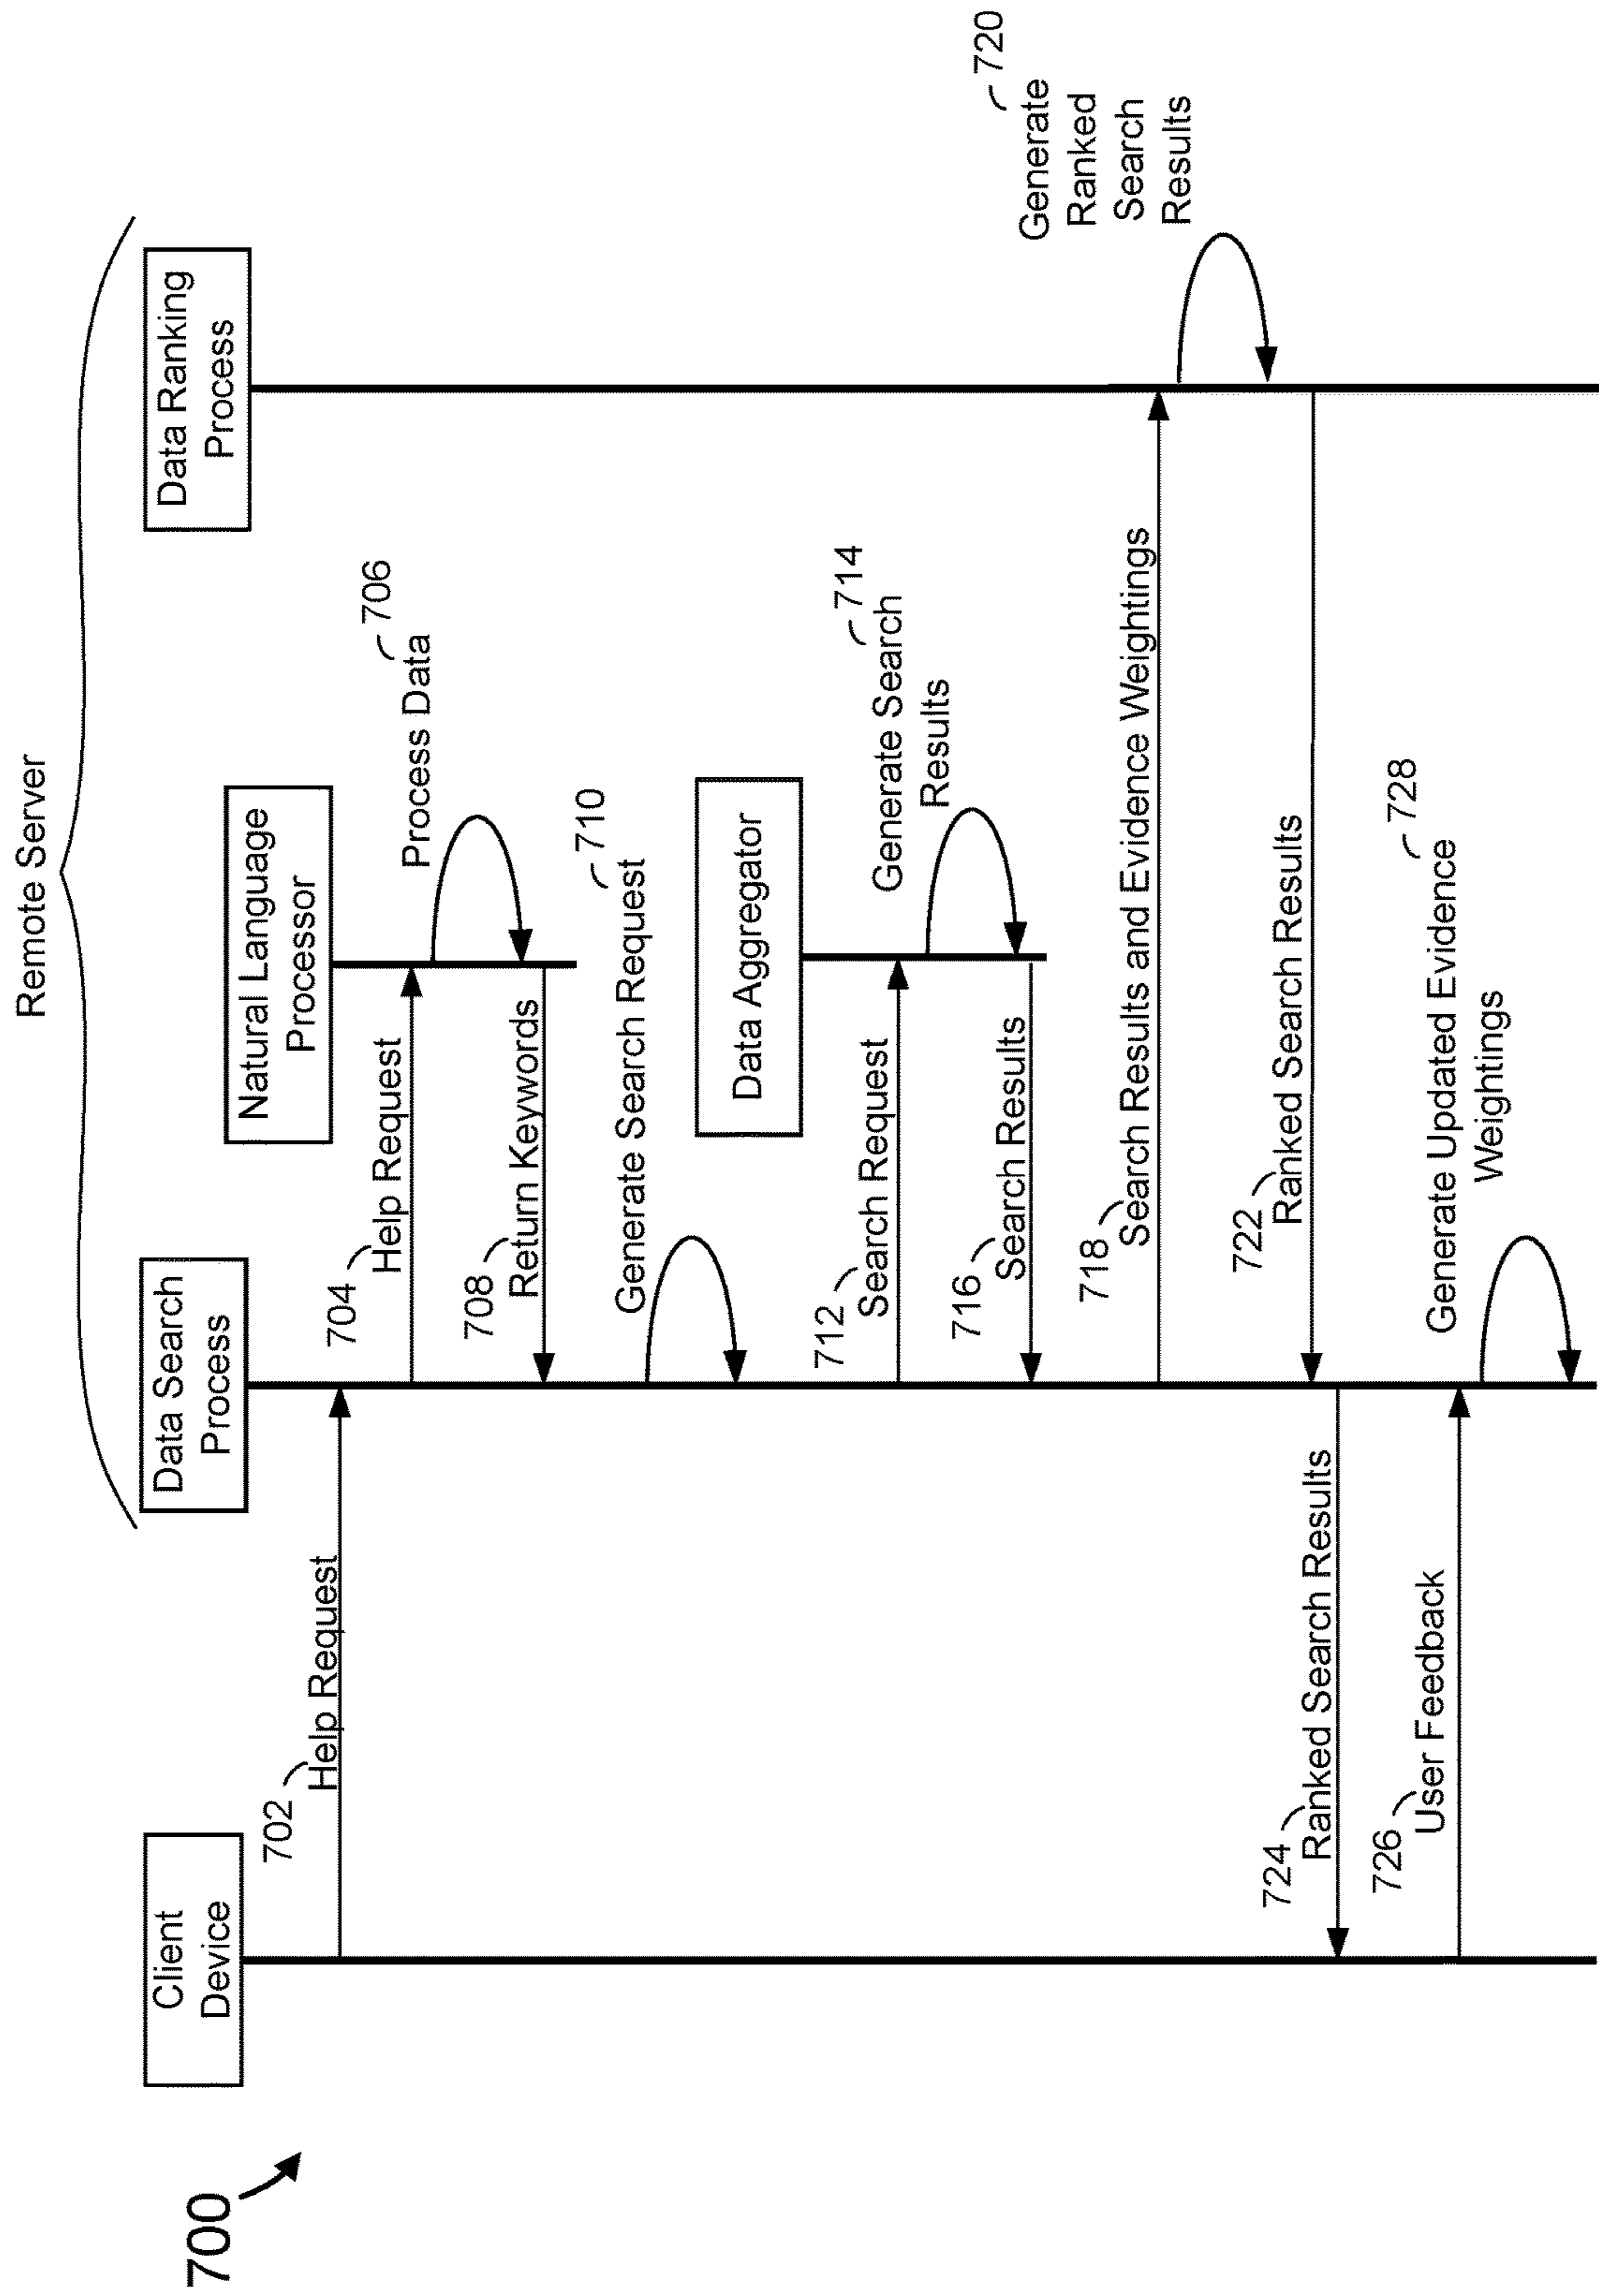 700
Remote Server
Client
Device
Data Search
Process
Natural Language
Processor
Data Ranking
Process
702
Help Request
704
Help Request
706
Process Data
708
Return Keywords
710
Generate Search Request
Data Aggregator
712
Search Request
714
Generate Search
Results
716
Search Results
718
Search Results and Evidence Weightings
720
Generate
Ranked
Search
Results
722
Ranked Search Results
724
Ranked Search Results
726
User Feedback
728
Generate Updated Evidence
Weightings